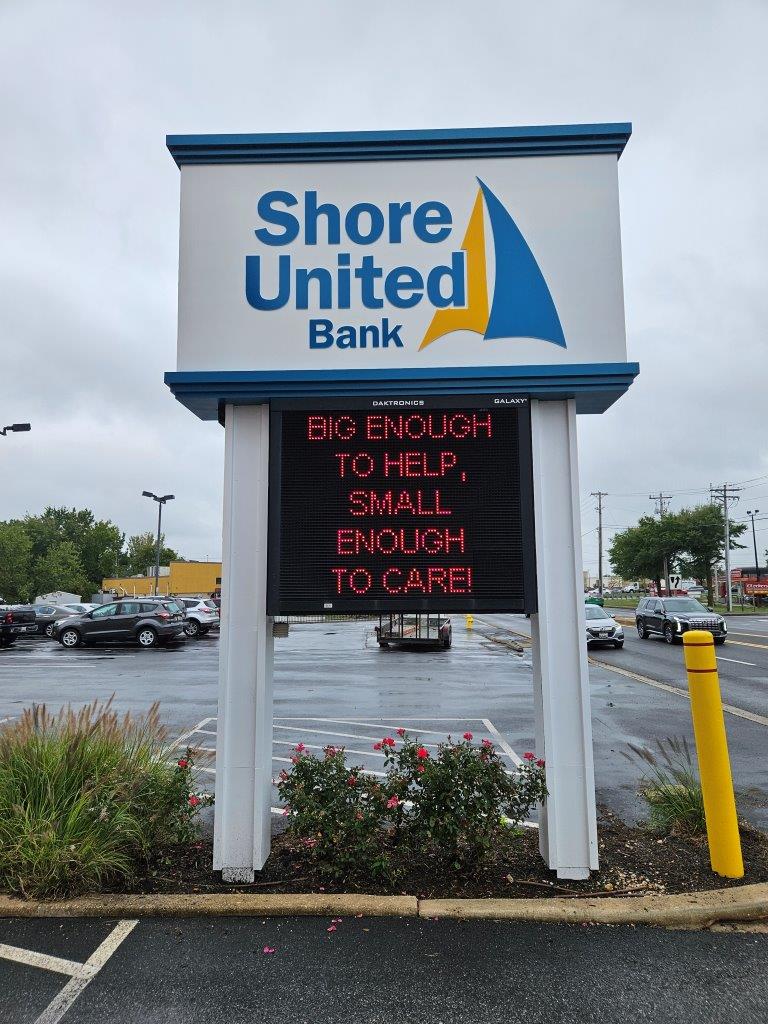 Shore
United
Bank
DAKTRONICS GALAXY
BIG ENOUGH
TO HELP,
SMALL
ENOUGH
TO CARE!